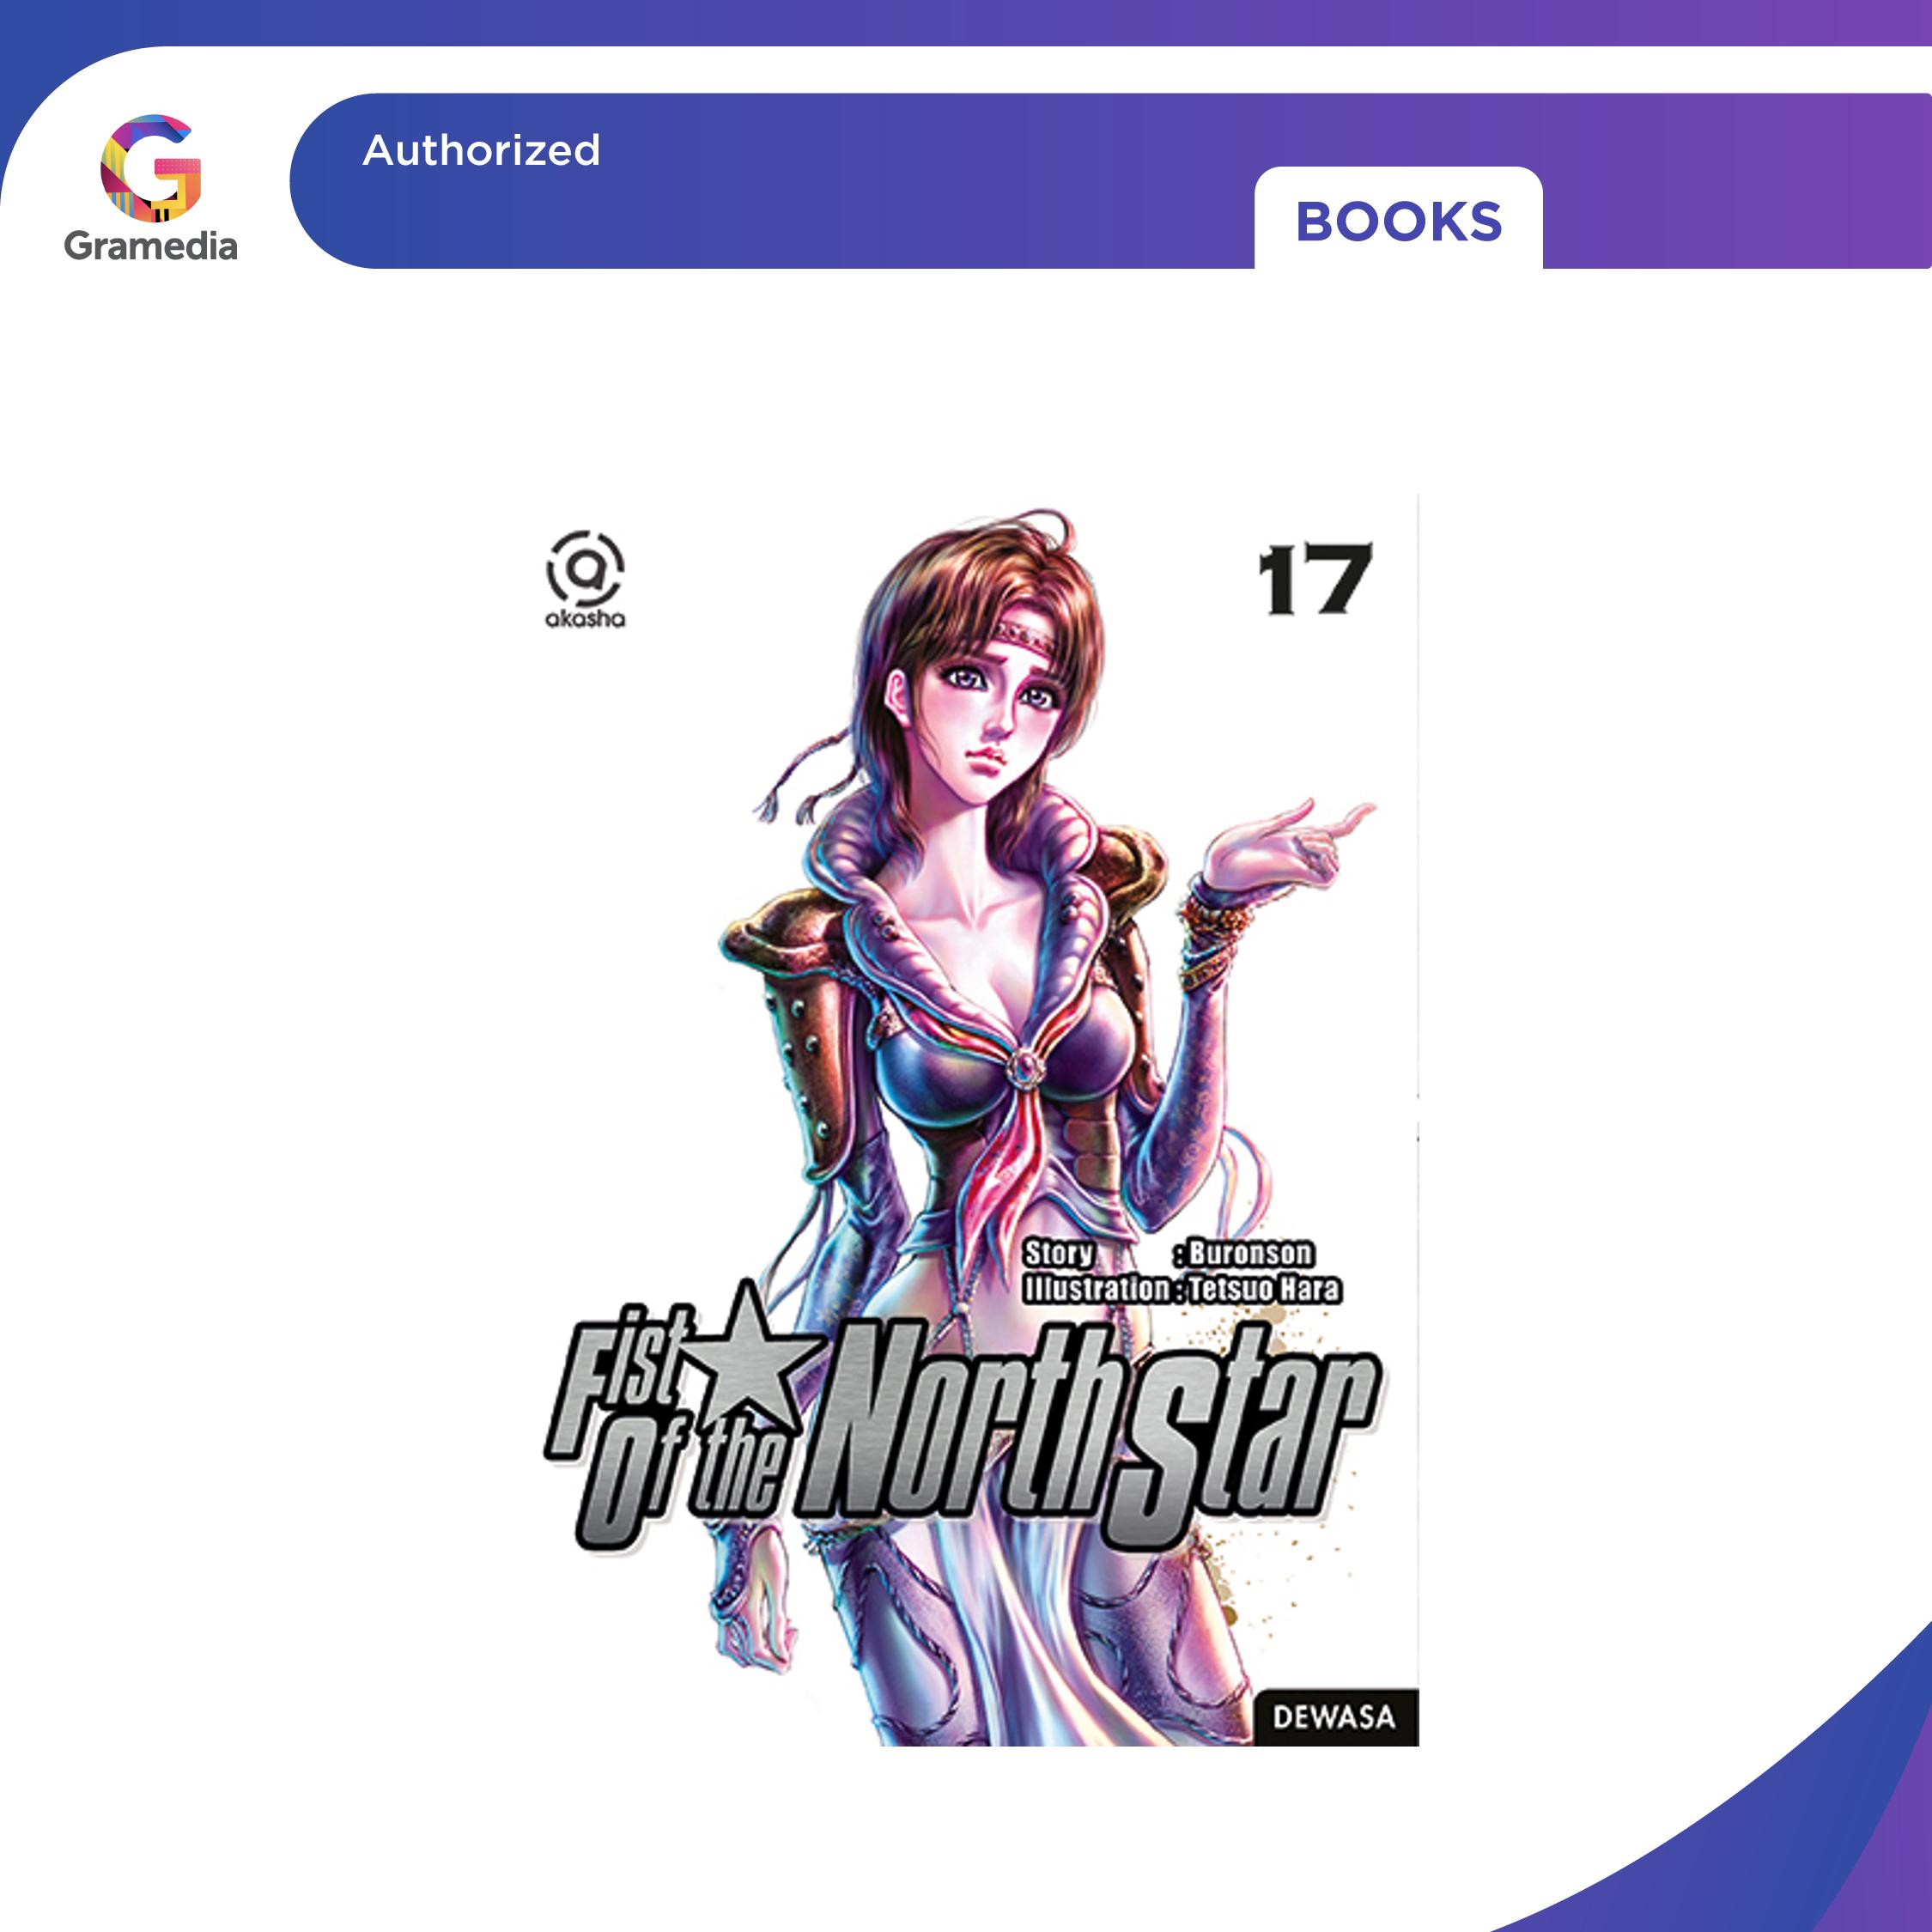 Authorized
Gramedia
BOOKS
akasha
17
Story : Buronson
Illustration : Tetsuo Hara
Fist
Of the North Star
DEWASA